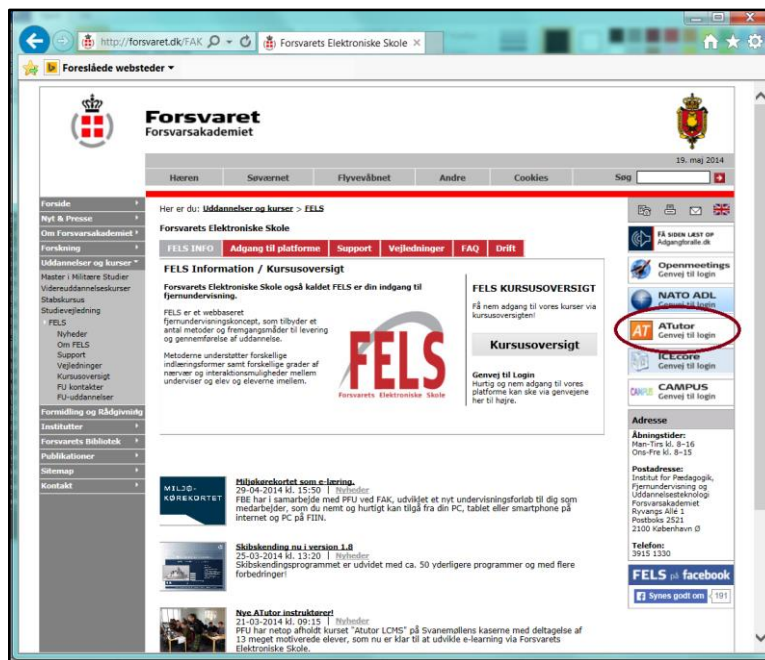 http://forsvaret.dk/FAK
Forsvarets Elektroniske Skole
Foreslåede websteder
Forsvaret
Forsvarsakademiet
19. maj 2014
Hæren Søværnet Flyvevåbnet Andre Cookies Søg
Forside
Nyt & Presse
Om Forsvarsakademiet
Forskning
Uddannelser og kurser
Master i Militære Studier
Videreuddannelseskurser
Stabskursus
Studievejledning
FELS
Nyheder
Om FELS
Support
Vejledninger
Kursusoversigt
FU kontakter
FU-uddannelser
Formidling og Rådgivning
Institutter
Forsvarets Bibliotek
Publikationer
Sitemap
Kontakt
Her er du: Uddannelser og kurser > FELS
Forsvarets Elektroniske Skole
FELS INFO Adgang til platforme Support Vejledninger FAQ Drift
FELS Information / Kursusoversigt
Forsvarets Elektroniske Skole også kaldet FELS er din indgang til
fjernundervisning.
FELS er et webbaseret
fjernundervisningskoncept, som tilbyder et
antal metoder og fremgangsmåder til levering
og gennemførelse af uddannelse.
Metoderne understøtter forskellige
indlæringsformer samt forskellige grader af
nærvær og interaktionsmuligheder mellem
underviser og elev og eleverne imellem.
FELS
Forsvarets Elektroniske Skole
FELS KURSUSOVERSIGT
Få nem adgang til vores kurser via
kursusoversigten!
Kursusoversigt
Genvej til Login
Hurtig og nem adgang til vores
platforme kan ske via genvejene
her til højre.
MILJØ-
KØREKORTET
Miljøkørekortet som e-læring.
29-04-2014 kl. 15:50 | Nyheder
FBE har i samarbejde med PFU ved FAK, udviklet et nyt undervisningsforløb til dig som
medarbejder, som du nemt og hurtigt kan tilgå fra din PC, tablet eller smartphone på
internet og PC på FIIN.
Skibskending nu i version 1.8
25-03-2014 kl. 13:20 | Nyheder
Skibskendingsprogrammet er udvidet med ca. 50 yderligere programmer og med flere
forbedringer!
Nye ATutor instruktører!
21-03-2014 kl. 09:15 | Nyheder
PFU har netop afholdt kurset "Atutor LCMS" på Svanemøllens kaserne med deltagelse af
13 meget motiverede elever, som nu er klar til at udvikle e-learning via Forsvarets
Elektroniske Skole.
FÅ SIDEN LÆST OP
Adgangforalle.dk
Openmeetings
Genvej til login
NATO ADL
Genvej til login
AT
ATutor
Genvej til login
ICEcore
Genvej til login
CAMPUS
CAMPUS
Genvej til login
Adresse
Åbningstider:
Man-Tirs kl. 8-16
Ons-Fre kl. 8-15
Postadresse:
Institut for Pædagogik,
Fjernundervisning og
Uddannelsesteknologi
Forsvarsakademiet
Ryvangs Allé 1
Postboks 2521
2100 København Ø
Telefon:
3915 1330
FELS på facebook
Synes godt om 191